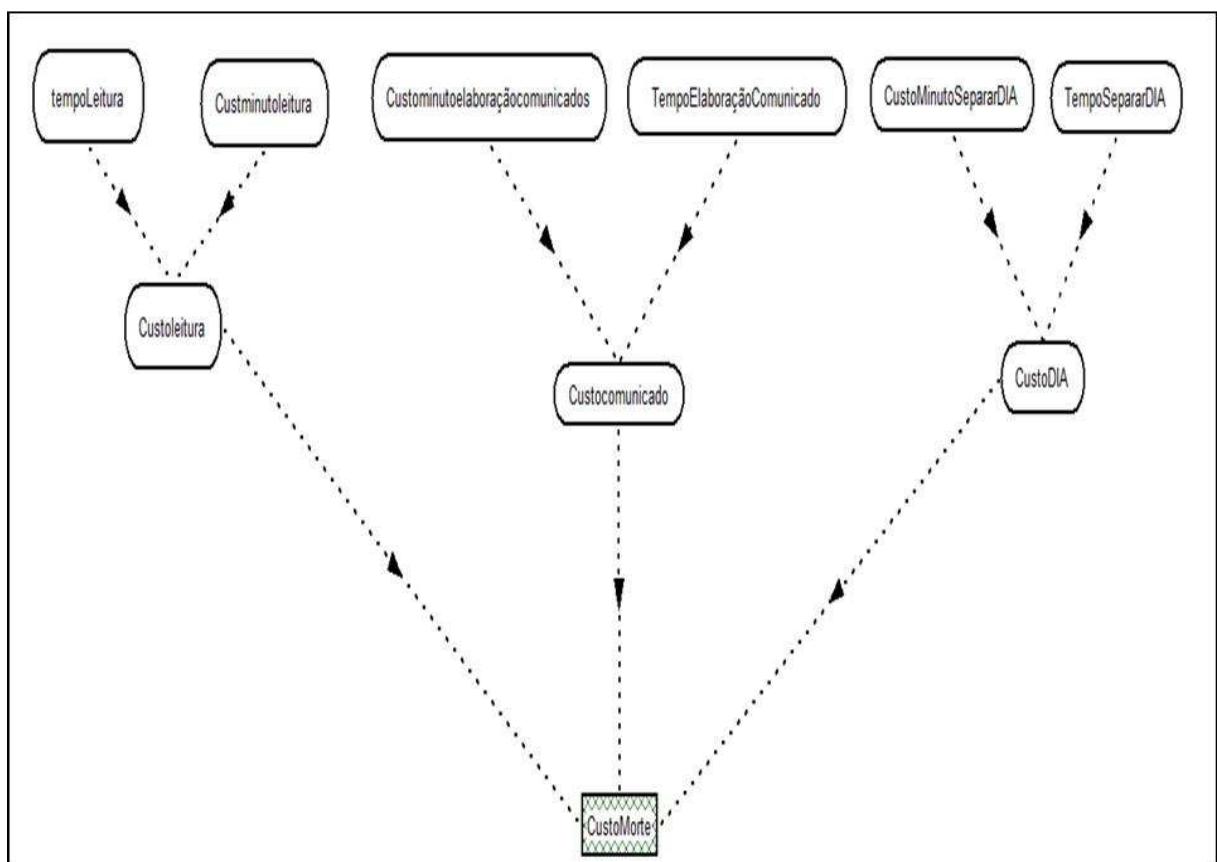 tempoLeitura
Custminutoleitura
Custominutoelaboraçãocomunicados
TempoElaboraçãoComunicado
CustoMinutoSepararDIA
TempoSepararDIA
Custoleitura
Custocomunicado
CustoDIA
CustoMorte